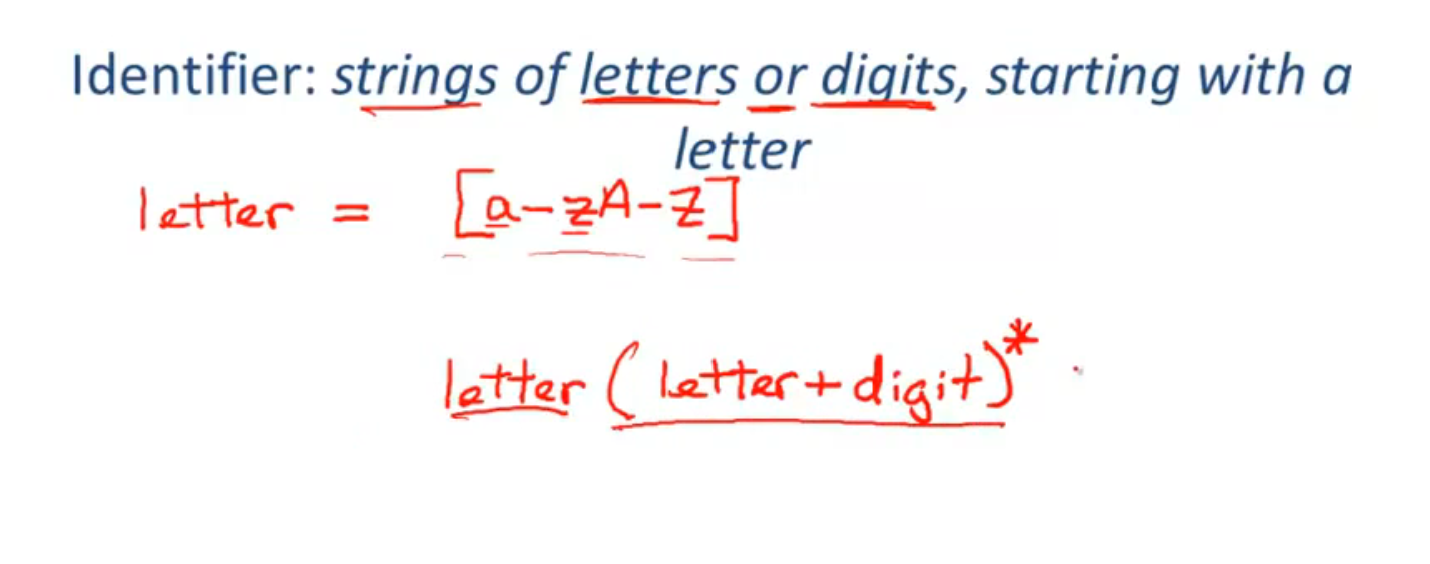 Identifier: strings of letters or digits, starting with a
letter
letter = [a-zA-Z]
letter (letter+digit)*